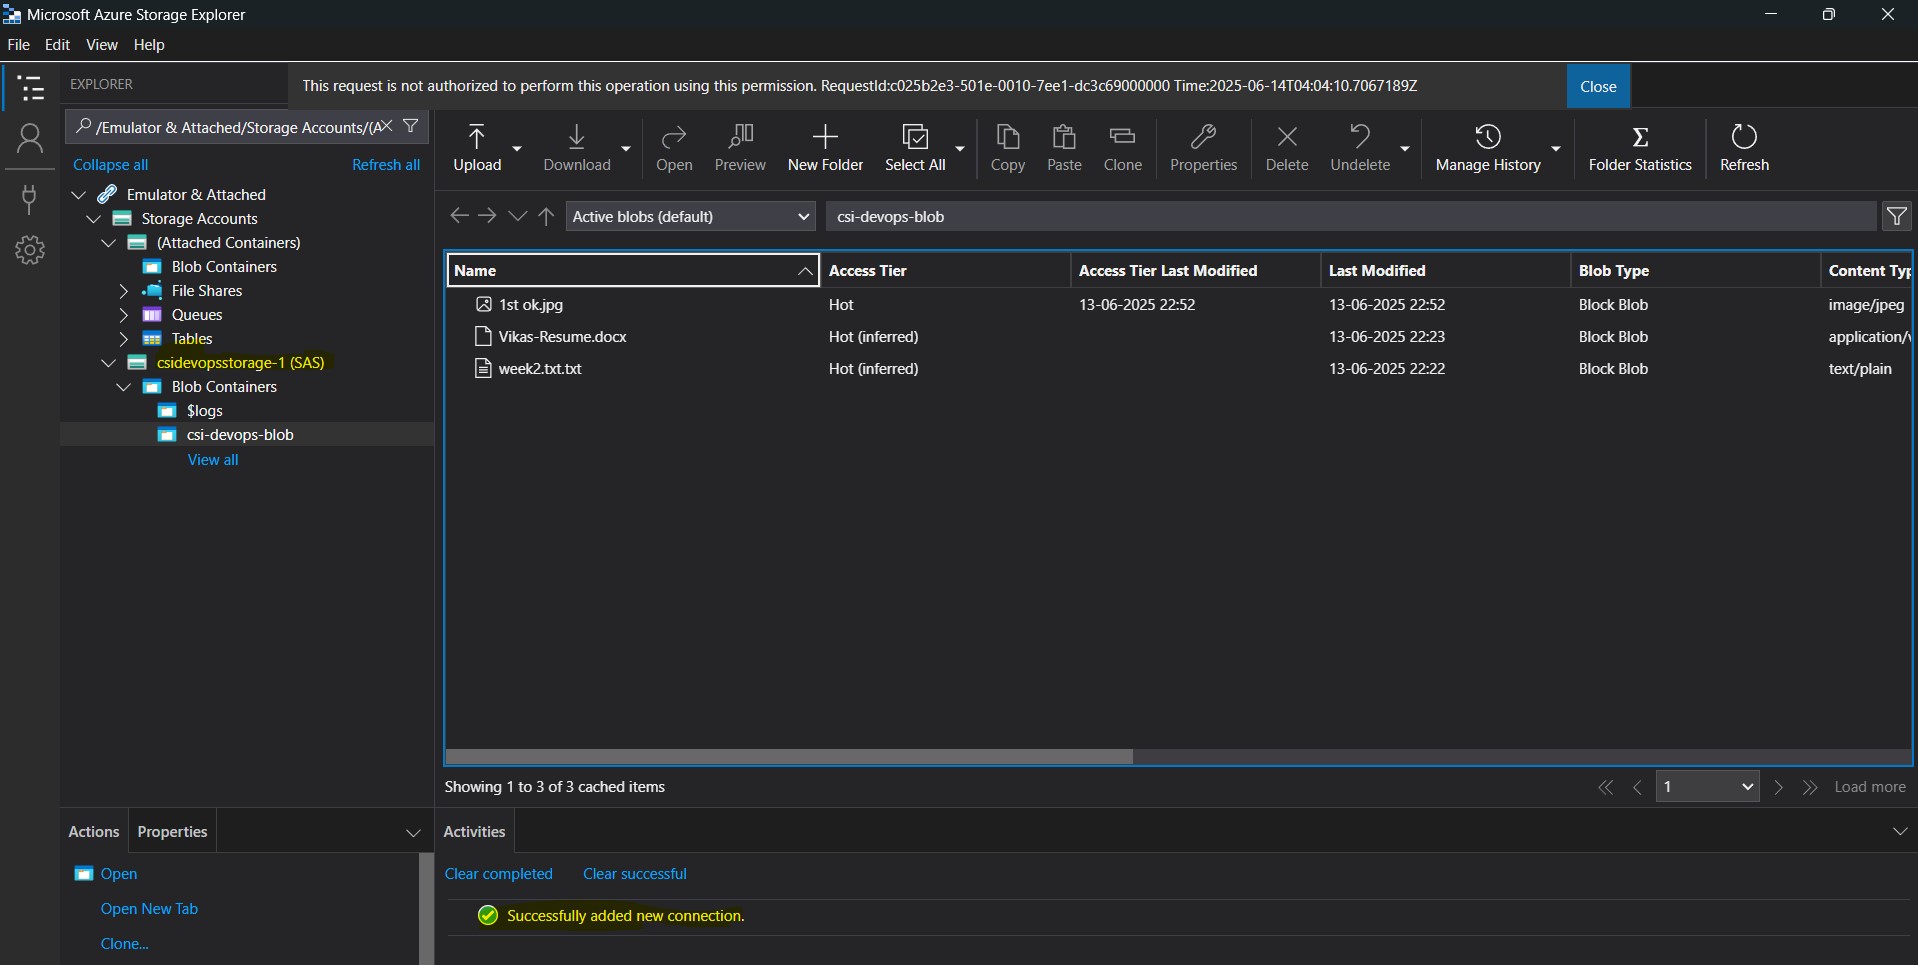 Microsoft Azure Storage Explorer
File Edit View Help
EXPLORER
This request is not authorized to perform this operation using this permission. RequestId:c025b2e3-501e-0010-7ee1-dc3c69000000 Time:2025-06-14T04:04:10.7067189Z
Close
/Emulator & Attached/Storage Accounts/(A
Collapse all Refresh all
Emulator & Attached
Storage Accounts
(Attached Containers)
Blob Containers
File Shares
Queues
Tables
csidevopsstorage-1 (SAS)
Blob Containers
$logs
csi-devops-blob
View all
Upload Download Open Preview New Folder Select All Copy Paste Clone Properties Delete Undelete Manage History Folder Statistics Refresh
Active blobs (default) csi-devops-blob
Name Access Tier Access Tier Last Modified Last Modified Blob Type Content Typ
1st ok.jpg Hot 13-06-2025 22:52 13-06-2025 22:52 Block Blob image/jpeg
Vikas-Resume.docx Hot (inferred) 13-06-2025 22:23 Block Blob application/v
week2.txt.txt Hot (inferred) 13-06-2025 22:22 Block Blob text/plain
Showing 1 to 3 of 3 cached items
1 Load more
Actions Properties
Open
Open New Tab
Clone...
Activities
Clear completed Clear successful
Successfully added new connection.